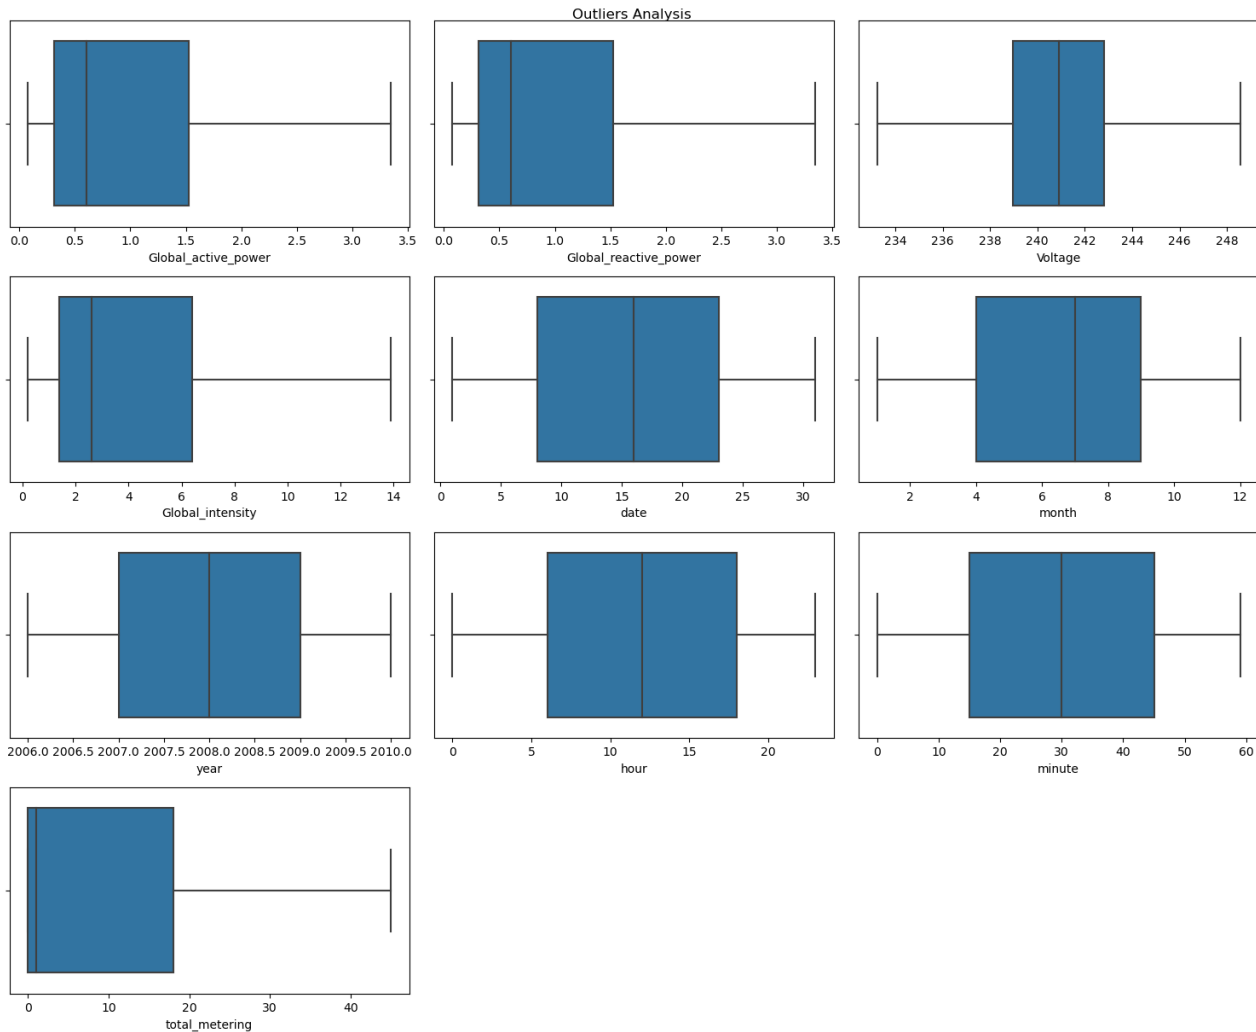 Outliers Analysis
0.0 0.5 1.0 1.5 2.0 2.5 3.0 3.5
Global_active_power
0.0 0.5 1.0 1.5 2.0 2.5 3.0 3.5
Global_reactive_power
234 236 238 240 242 244 246 248
Voltage
0 2 4 6 8 10 12 14
Global_intensity
0 5 10 15 20 25 30
date
2 4 6 8 10 12
month
2006.0 2006.5 2007.0 2007.5 2008.0 2008.5 2009.0 2009.5 2010.0
year
0 5 10 15 20
hour
0 10 20 30 40 50 60
minute
0 10 20 30 40
total_metering